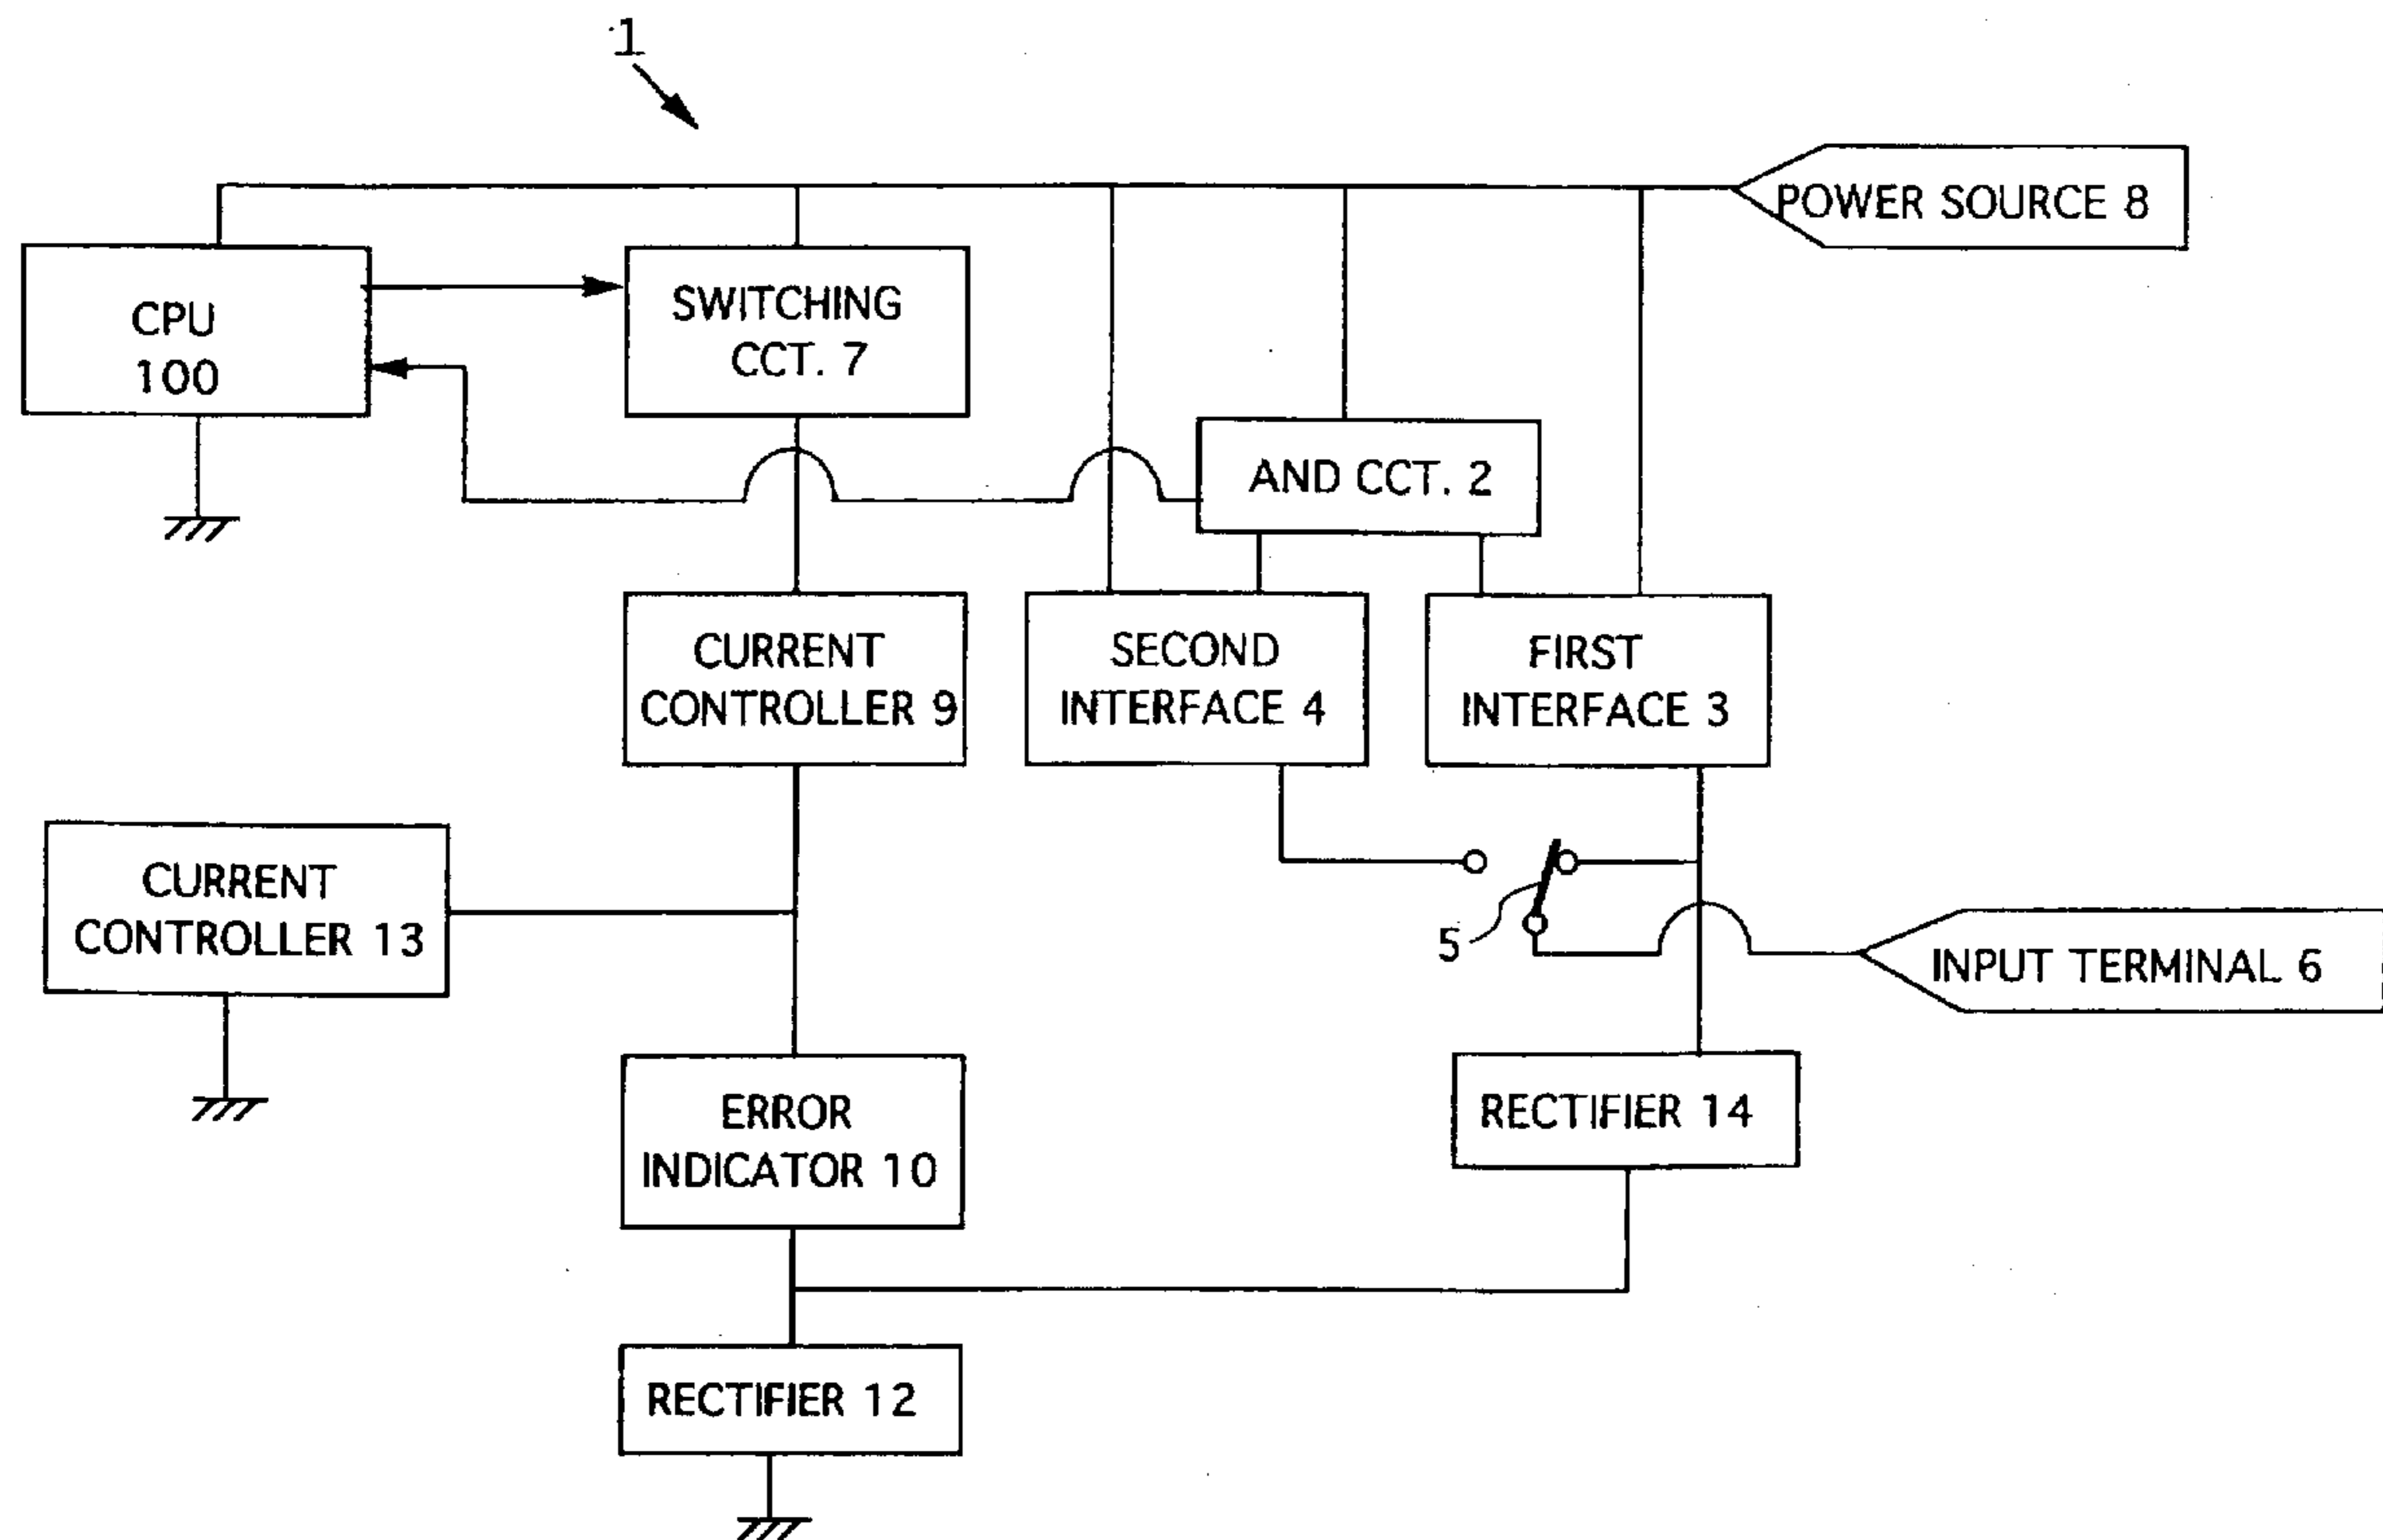 1
POWER SOURCE 8
CPU
100
SWITCHING
CCT. 7
AND CCT. 2
CURRENT
CONTROLLER 9
SECOND
INTERFACE 4
FIRST
INTERFACE 3
CURRENT
CONTROLLER 13
5
INPUT TERMINAL 6
ERROR
INDICATOR 10
RECTIFIER 14
RECTIFIER 12